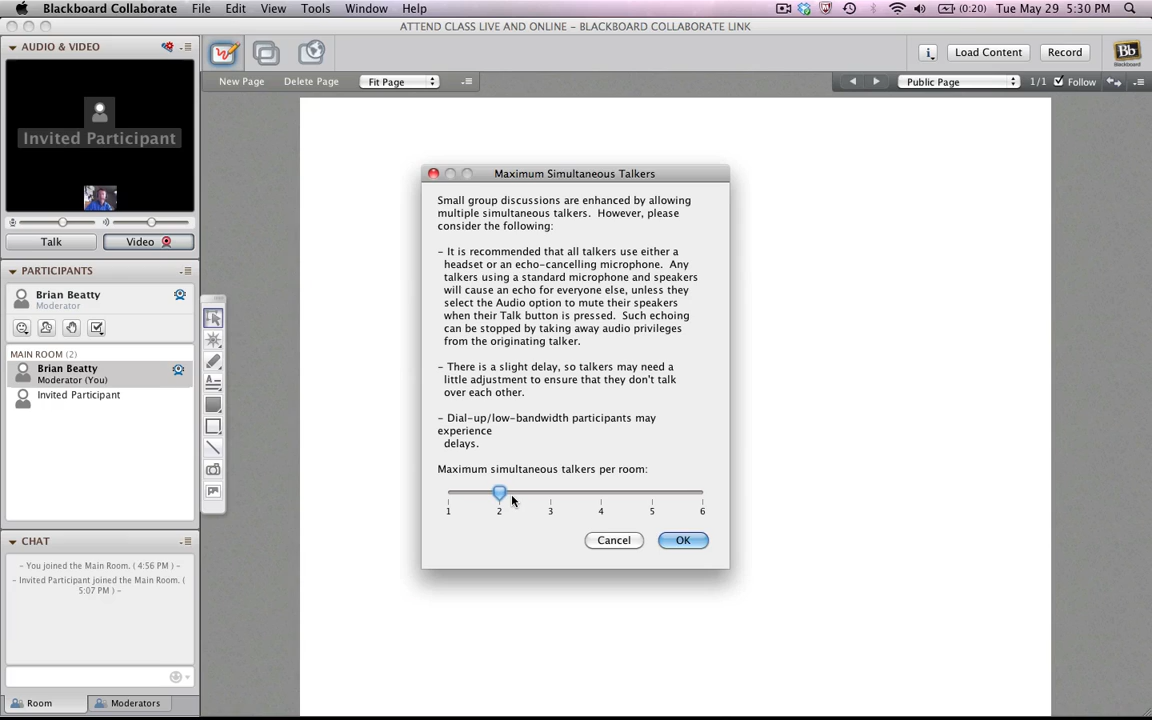 Blackboard Collaborate File Edit View Tools Window Help (0:20) Tue May 29 5:30 PM
ATTEND CLASS LIVE AND ONLINE – BLACKBOARD COLLABORATE LINK
AUDIO & VIDEO
Invited Participant
Talk Video
PARTICIPANTS
Brian Beatty
Moderator
MAIN ROOM (2)
Brian Beatty
Moderator (You)
Invited Participant
CHAT
– You joined the Main Room. ( 4:56 PM ) –
– Invited Participant joined the Main Room. (
5:07 PM ) –
Room Moderators
i Load Content Record Bb
Blackboard
New Page Delete Page Fit Page Public Page 1/1 Follow
Maximum Simultaneous Talkers
Small group discussions are enhanced by allowing
multiple simultaneous talkers. However, please
consider the following:
– It is recommended that all talkers use either a
headset or an echo-cancelling microphone. Any
talkers using a standard microphone and speakers
will cause an echo for everyone else, unless they
select the Audio option to mute their speakers
when their Talk button is pressed. Such echoing
can be stopped by taking away audio privileges
from the originating talker.
– There is a slight delay, so talkers may need a
little adjustment to ensure that they don't talk
over each other.
– Dial-up/low-bandwidth participants may
experience
delays.
Maximum simultaneous talkers per room:
1 2 3 4 5 6
Cancel OK